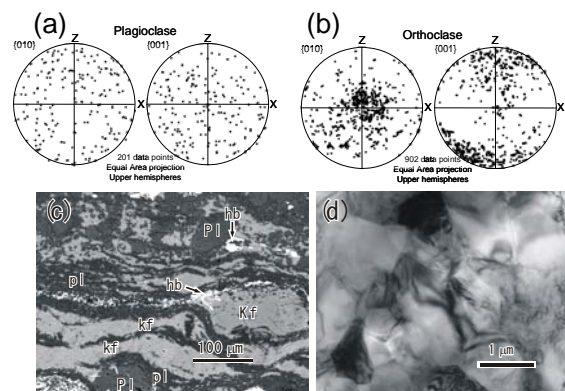 (a)
Plagioclase
{010}
Z
{001}
Z
X
X
201 data points
Equal Area projection
Upper hemispheres
(b)
Orthoclase
{010}
Z
{001}
Z
X
X
902 data points
Equal Area projection
Upper hemispheres
(c)
hb
Pl
pl
hb
Kf
kf
kf
100 μm
Pl
pl
(d)
1 μm